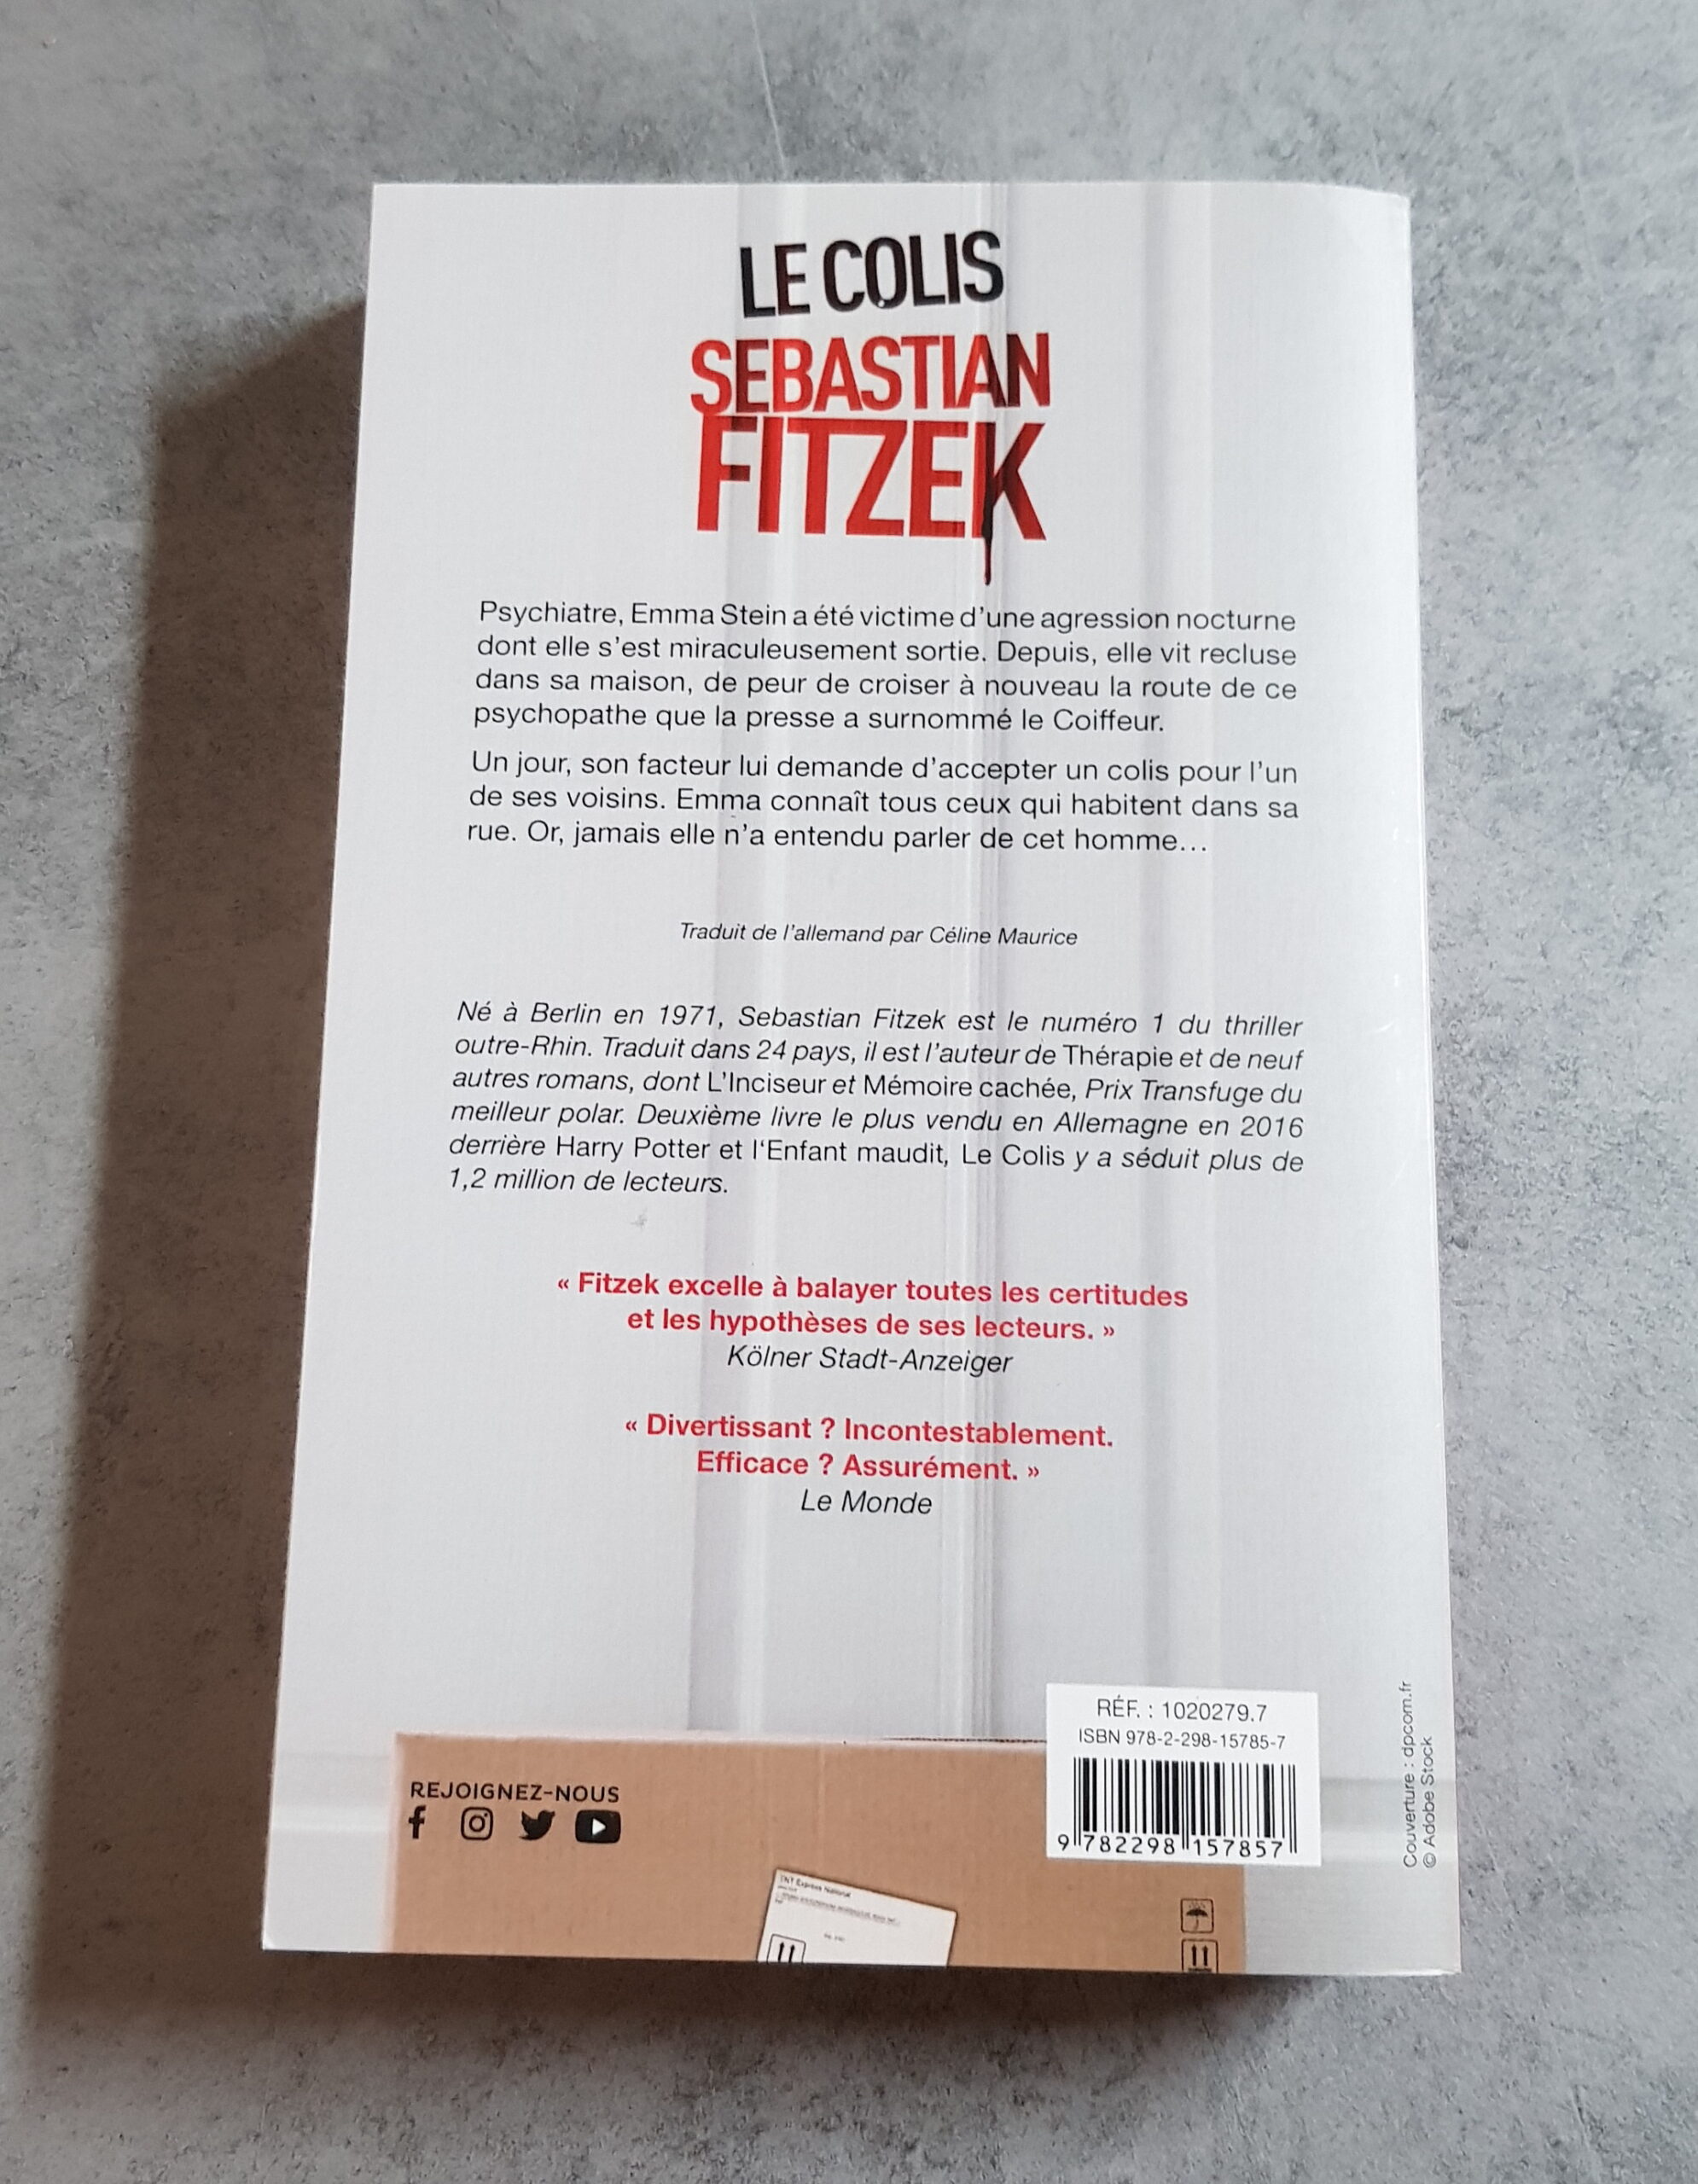 LE COLIS
SEBASTIAN
FITZEK
Psychiatre, Emma Stein a été victime d'une agression nocturne
dont elle s'est miraculeusement sortie. Depuis, elle vit recluse
dans sa maison, de peur de croiser à nouveau la route de ce
psychopathe que la presse a surnommé le Coiffeur.
Un jour, son facteur lui demande d'accepter un colis pour l'un
de ses voisins. Emma connaît tous ceux qui habitent dans sa
rue. Or, jamais elle n'a entendu parler de cet homme…
Traduit de l'allemand par Céline Maurice
Né à Berlin en 1971, Sebastian Fitzek est le numéro 1 du thriller
outre-Rhin. Traduit dans 24 pays, il est l'auteur de Thérapie et de neuf
autres romans, dont L'Inciseur et Mémoire cachée, Prix Transfuge du
meilleur polar. Deuxième livre le plus vendu en Allemagne en 2016
derrière Harry Potter et l‘Enfant maudit, Le Colis y a séduit plus de
1,2 million de lecteurs.
« Fitzek excelle à balayer toutes les certitudes
et les hypothèses de ses lecteurs. »
Kölner Stadt-Anzeiger
« Divertissant ? Incontestablement.
Efficace ? Assurément. »
Le Monde
RÉF. : 1020279.7
ISBN 978-2-298-15785-7
9 782298 157857
REJOIGNEZ-NOUS
Couverture : dpcom.fr
© Adobe Stock
TNT Express National